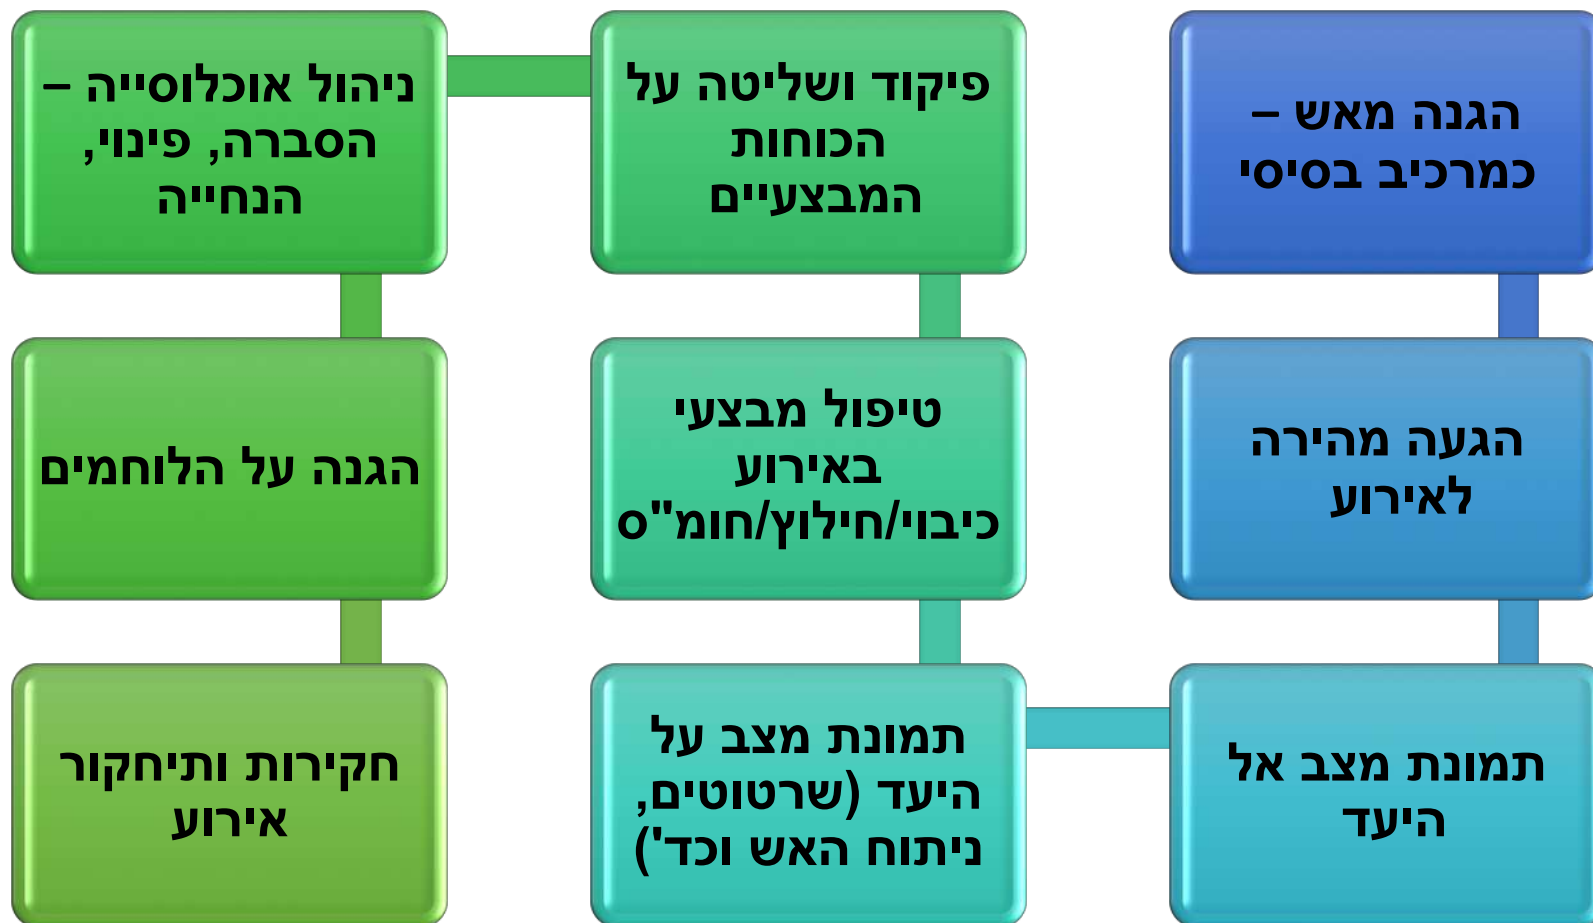 הגנה מאש –
כמרכיב בסיסי
הגעה מהירה
לאירוע
תמונת מצב אל
היעד
תמונת מצב על
היעד (שרטוטים,
ניתוח האש וכד')
טיפול מבצעי
באירוע
כיבוי/חילוץ/חומ"ס
פיקוד ושליטה על
הכוחות
המבצעיים
ניהול אוכלוסייה –
הסברה, פינוי,
הנחייה
הגנה על הלוחמים
חקירות ותיחקור
אירוע